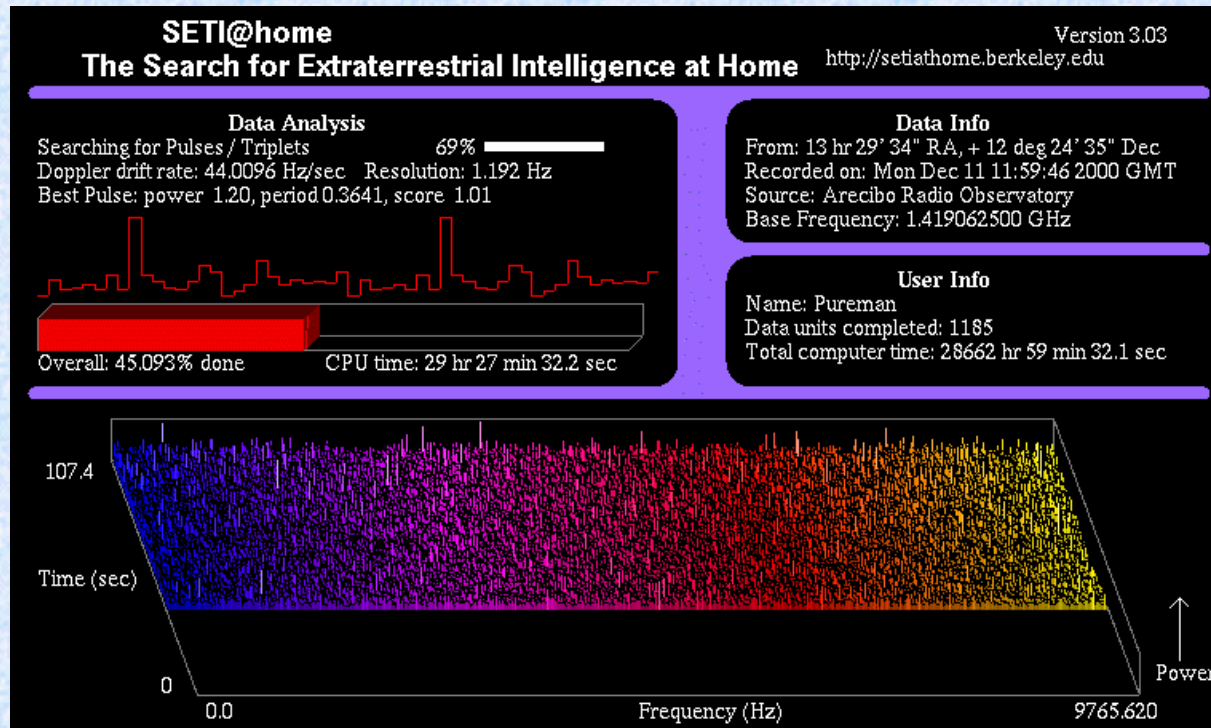 SETI@home
The Search for Extraterrestrial Intelligence at Home
Version 3.03
http://setiathome.berkeley.edu
Data Analysis
Searching for Pulses / Triplets 69%
Doppler drift rate: 44.0096 Hz/sec Resolution: 1.192 Hz
Best Pulse: power 1.20, period 0.3641, score 1.01
Overall: 45.093% done CPU time: 29 hr 27 min 32.2 sec
Data Info
From: 13 hr 29' 34" RA, + 12 deg 24' 35" Dec
Recorded on: Mon Dec 11 11:59:46 2000 GMT
Source: Arecibo Radio Observatory
Base Frequency: 1.419062500 GHz
User Info
Name: Pureman
Data units completed: 1185
Total computer time: 28662 hr 59 min 32.1 sec
107.4
Time (sec)
0
0.0
Frequency (Hz)
9765.620
Power